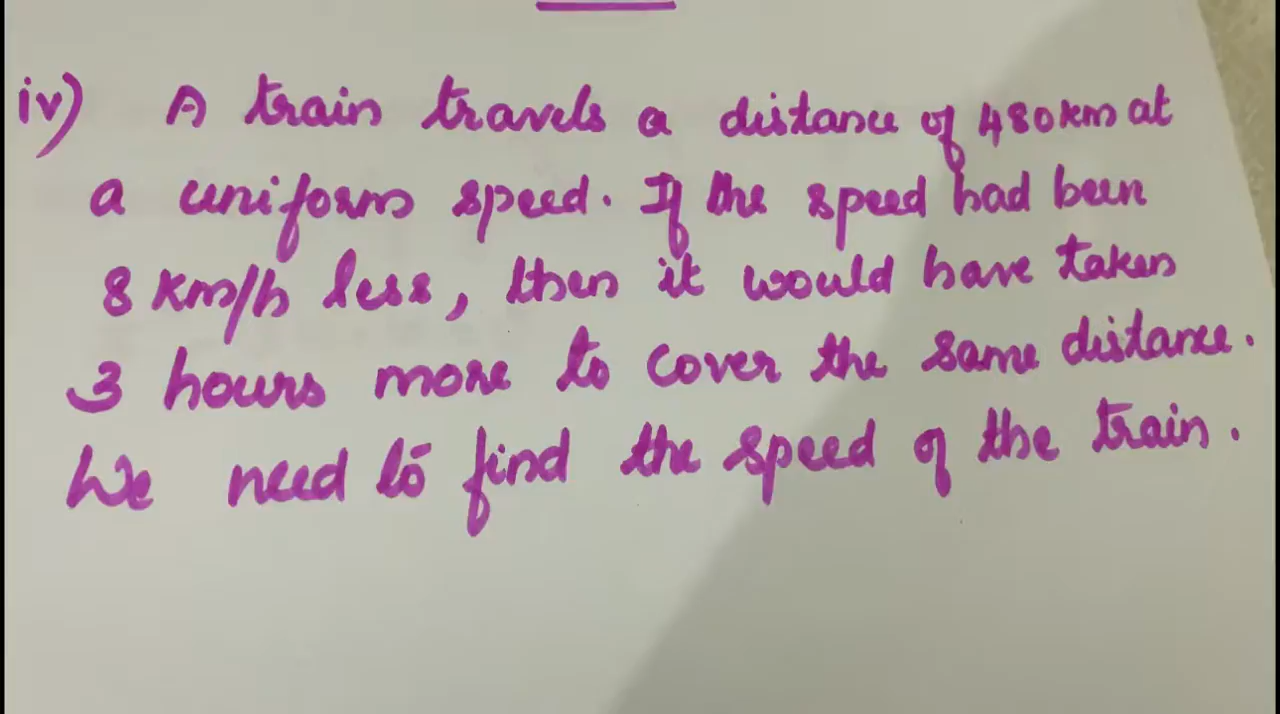 iv) A train travels a distance of 480 km at
a uniform speed. If the speed had been
8 km/h less, then it would have taken
3 hours more to cover the same distance.
We need to find the speed of the train.